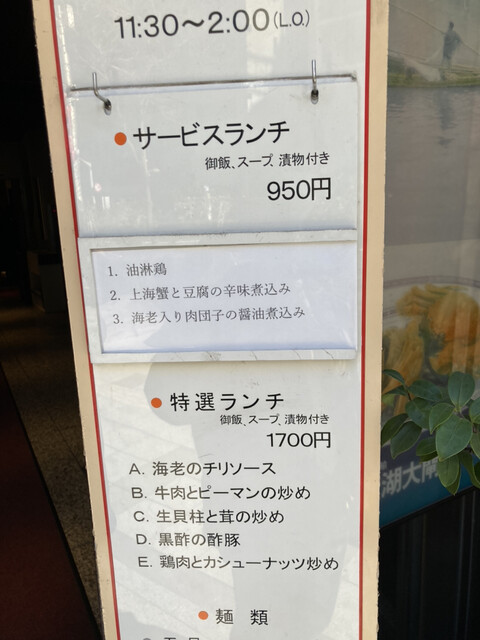 11:30～2:00(L.O.)
●サービスランチ
御飯、スープ、漬物付き
950円
1. 油淋鶏
2. 上海蟹と豆腐の辛味煮込み
3. 海老入り肉団子の醤油煮込み
●特選ランチ
御飯、スープ、漬物付き
1700円
A. 海老のチリソース
B. 牛肉とピーマンの炒め
C. 生貝柱と茸の炒め
D. 黒酢の酢豚
E. 鶏肉とカシューナッツ炒め
●麺類
湖大閘